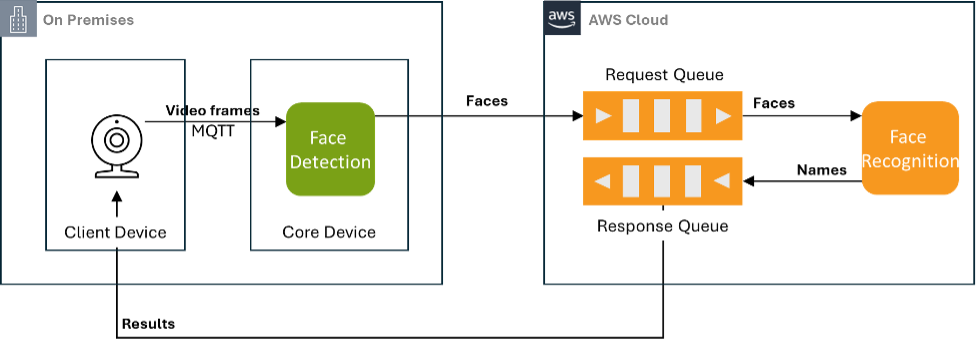 On Premises
aws
AWS Cloud
Request Queue
Video frames
MQTT
Face
Detection
Faces
Faces
Face
Recognition
Names
Client Device
Core Device
Response Queue
Results